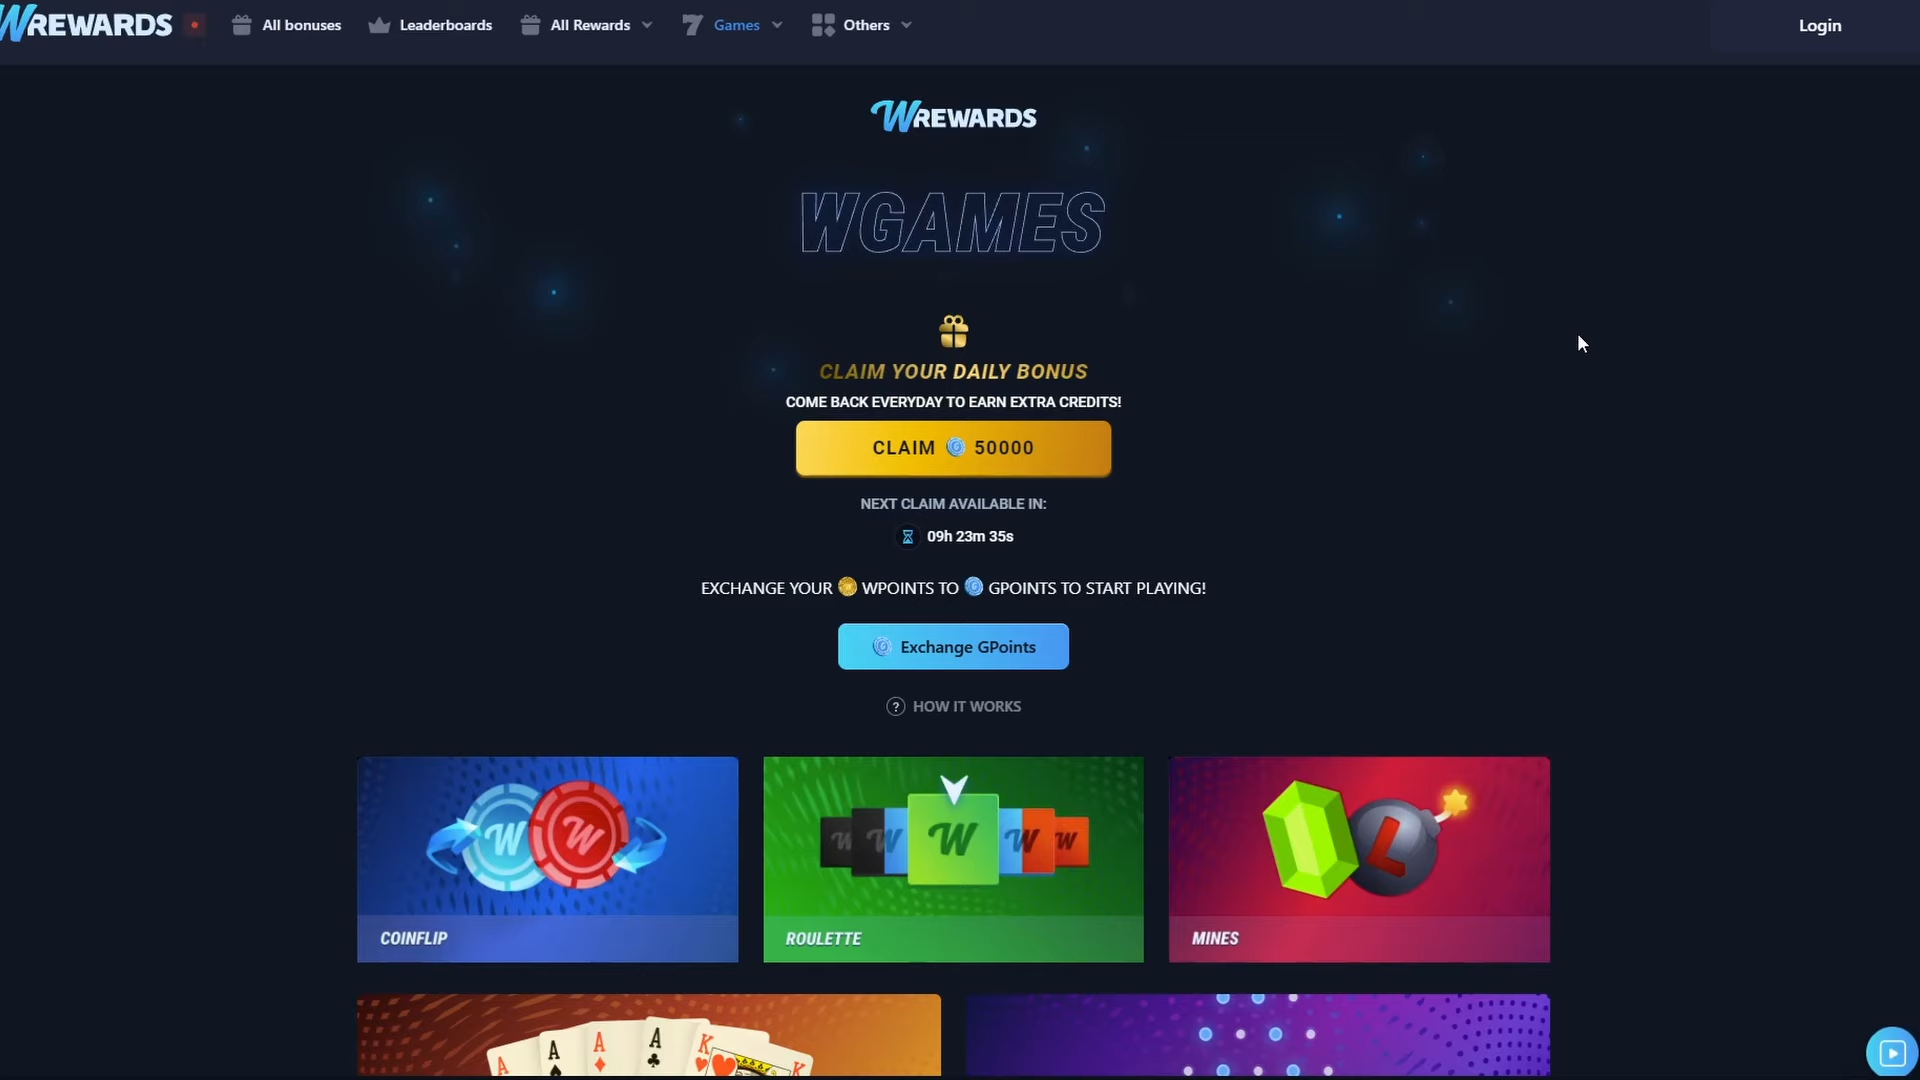 WREWARDS
All bonuses
Leaderboards
All Rewards
Games
Others
Login
WREWARDS
WGAMES
CLAIM YOUR DAILY BONUS
COME BACK EVERYDAY TO EARN EXTRA CREDITS!
CLAIM G 50000
NEXT CLAIM AVAILABLE IN:
09h 23m 35s
EXCHANGE YOUR WPOINTS TO G GPOINTS TO START PLAYING!
G Exchange GPoints
? HOW IT WORKS
W W
W W W W W
L
COINFLIP
ROULETTE
MINES
A A A A K K